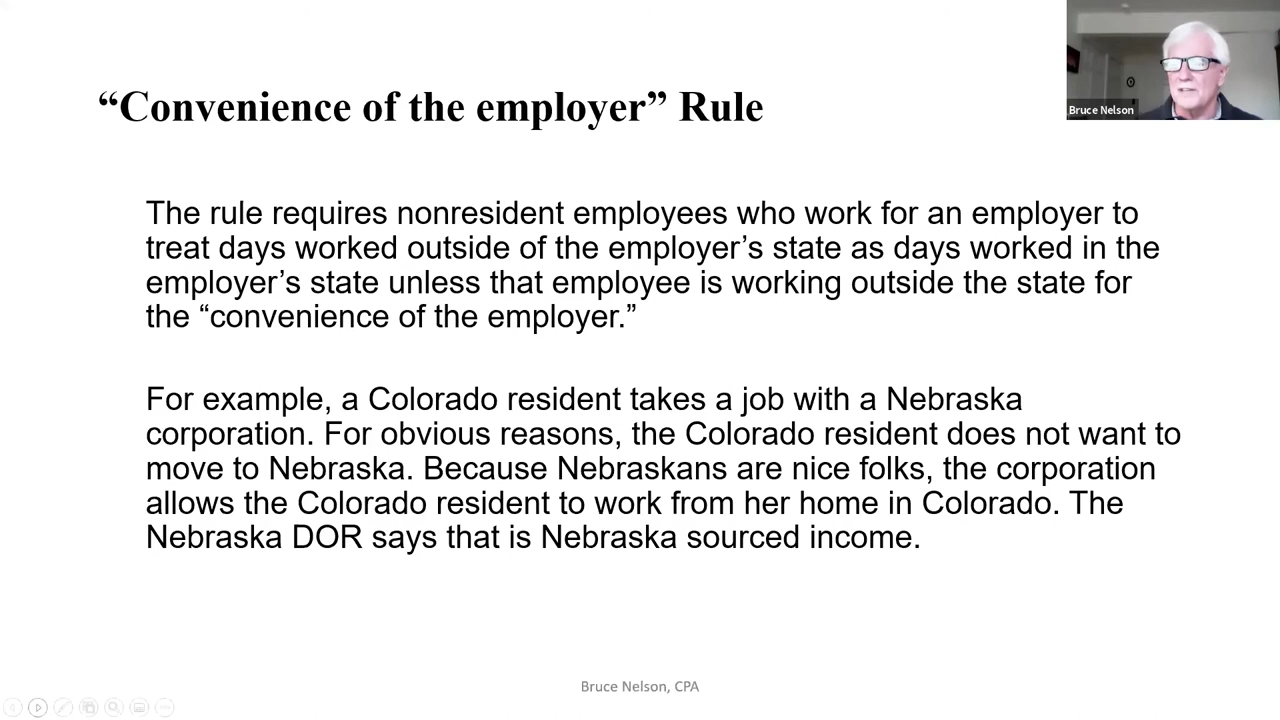 “Convenience of the employer” Rule
Bruce Nelson
The rule requires nonresident employees who work for an employer to
treat days worked outside of the employer’s state as days worked in the
employer’s state unless that employee is working outside the state for
the “convenience of the employer.”
For example, a Colorado resident takes a job with a Nebraska
corporation. For obvious reasons, the Colorado resident does not want to
move to Nebraska. Because Nebraskans are nice folks, the corporation
allows the Colorado resident to work from her home in Colorado. The
Nebraska DOR says that is Nebraska sourced income.
Bruce Nelson, CPA